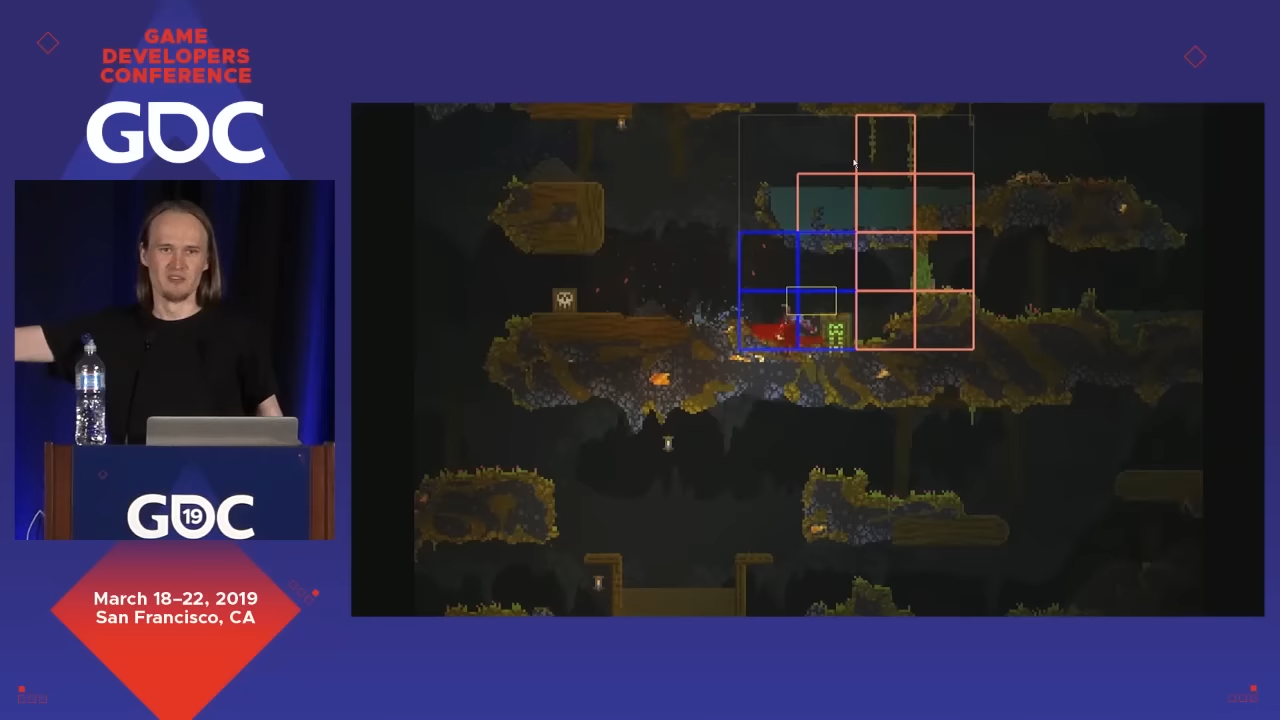 GAME
DEVELOPERS
CONFERENCE
GDC
GDC
19
March 18–22, 2019
San Francisco, CA